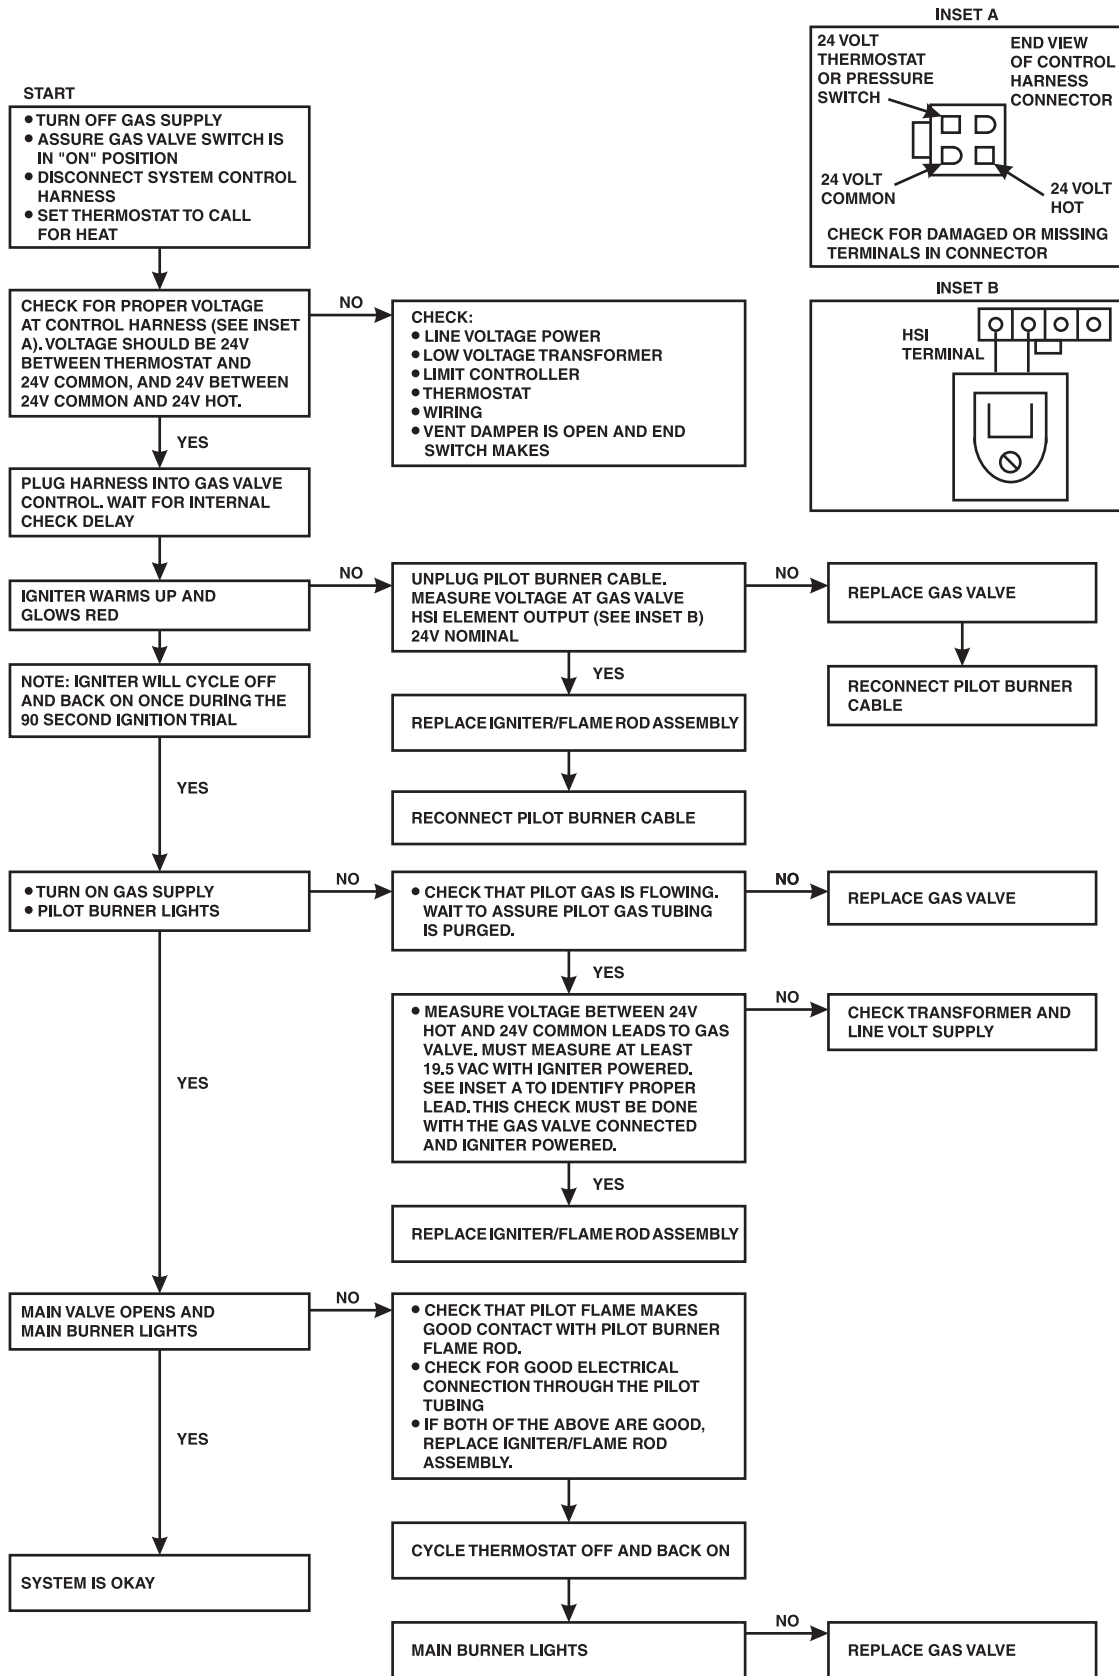 START
• TURN OFF GAS SUPPLY
• ASSURE GAS VALVE SWITCH IS
IN "ON" POSITION
• DISCONNECT SYSTEM CONTROL
HARNESS
• SET THERMOSTAT TO CALL
FOR HEAT
INSET A
24 VOLT
THERMOSTAT
OR PRESSURE
SWITCH
END VIEW
OF CONTROL
HARNESS
CONNECTOR
24 VOLT
COMMON
24 VOLT
HOT
CHECK FOR DAMAGED OR MISSING
TERMINALS IN CONNECTOR
CHECK FOR PROPER VOLTAGE
AT CONTROL HARNESS (SEE INSET
A). VOLTAGE SHOULD BE 24V
BETWEEN THERMOSTAT AND
24V COMMON, AND 24V BETWEEN
24V COMMON AND 24V HOT.
NO
CHECK:
• LINE VOLTAGE POWER
• LOW VOLTAGE TRANSFORMER
• LIMIT CONTROLLER
• THERMOSTAT
• WIRING
• VENT DAMPER IS OPEN AND END
SWITCH MAKES
INSET B
HSI
TERMINAL
YES
PLUG HARNESS INTO GAS VALVE
CONTROL. WAIT FOR INTERNAL
CHECK DELAY
IGNITER WARMS UP AND
GLOWS RED
NO
UNPLUG PILOT BURNER CABLE.
MEASURE VOLTAGE AT GAS VALVE
HSI ELEMENT OUTPUT (SEE INSET B)
24V NOMINAL
NO
REPLACE GAS VALVE
RECONNECT PILOT BURNER
CABLE
YES
REPLACE IGNITER/FLAME ROD ASSEMBLY
RECONNECT PILOT BURNER CABLE
NOTE: IGNITER WILL CYCLE OFF
AND BACK ON ONCE DURING THE
90 SECOND IGNITION TRIAL
YES
• TURN ON GAS SUPPLY
• PILOT BURNER LIGHTS
NO
• CHECK THAT PILOT GAS IS FLOWING.
WAIT TO ASSURE PILOT GAS TUBING
IS PURGED.
NO
REPLACE GAS VALVE
YES
• MEASURE VOLTAGE BETWEEN 24V
HOT AND 24V COMMON LEADS TO GAS
VALVE. MUST MEASURE AT LEAST
19.5 VAC WITH IGNITER POWERED.
SEE INSET A TO IDENTIFY PROPER
LEAD. THIS CHECK MUST BE DONE
WITH THE GAS VALVE CONNECTED
AND IGNITER POWERED.
NO
CHECK TRANSFORMER AND
LINE VOLT SUPPLY
YES
REPLACE IGNITER/FLAME ROD ASSEMBLY
YES
MAIN VALVE OPENS AND
MAIN BURNER LIGHTS
NO
• CHECK THAT PILOT FLAME MAKES
GOOD CONTACT WITH PILOT BURNER
FLAME ROD.
• CHECK FOR GOOD ELECTRICAL
CONNECTION THROUGH THE PILOT
TUBING
• IF BOTH OF THE ABOVE ARE GOOD,
REPLACE IGNITER/FLAME ROD
ASSEMBLY.
YES
CYCLE THERMOSTAT OFF AND BACK ON
SYSTEM IS OKAY
MAIN BURNER LIGHTS
NO
REPLACE GAS VALVE